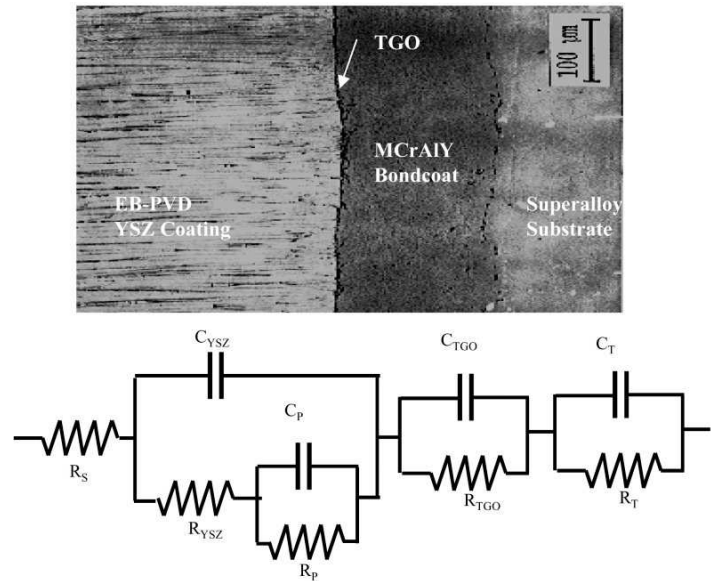 TGO
100 µm
MCrAlY
Bondcoat
EB-PVD
YSZ Coating
Superalloy
Substrate
C_YSZ
C_TGO
C_T
C_P
R_S
R_YSZ
R_P
R_TGO
R_T